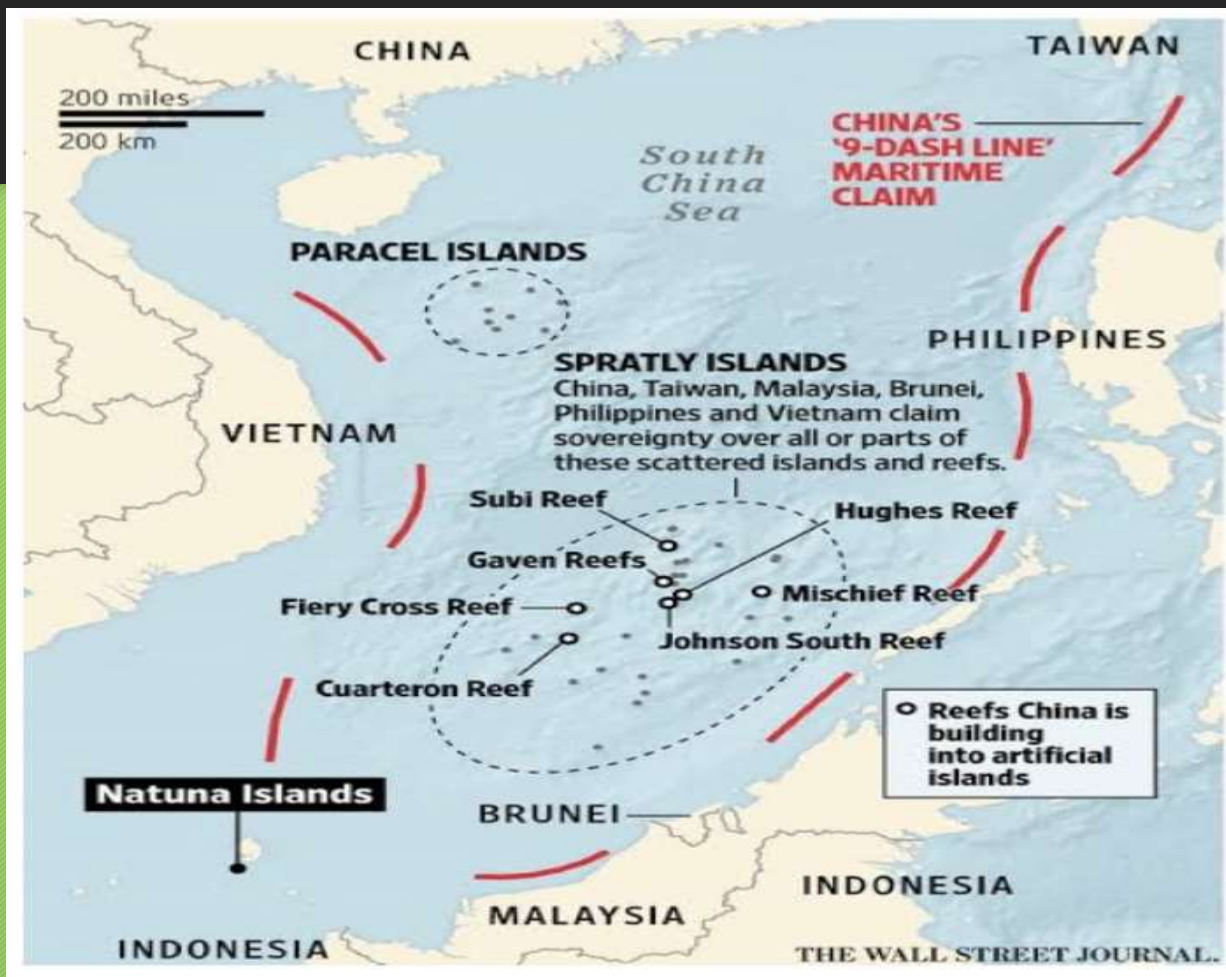 CHINA
TAIWAN
200 miles
200 km
CHINA'S
'9-DASH LINE'
MARITIME
CLAIM
South
China
Sea
PARACEL ISLANDS
PHILIPPINES
SPRATLY ISLANDS
China, Taiwan, Malaysia, Brunei,
Philippines and Vietnam claim
sovereignty over all or parts of
these scattered islands and reefs.
VIETNAM
Subi Reef
Hughes Reef
Gaven Reefs
Mischief Reef
Fiery Cross Reef
Johnson South Reef
Cuarteron Reef
Reefs China is
building
into artificial
islands
Natuna Islands
BRUNEI
INDONESIA
MALAYSIA
INDONESIA
THE WALL STREET JOURNAL.